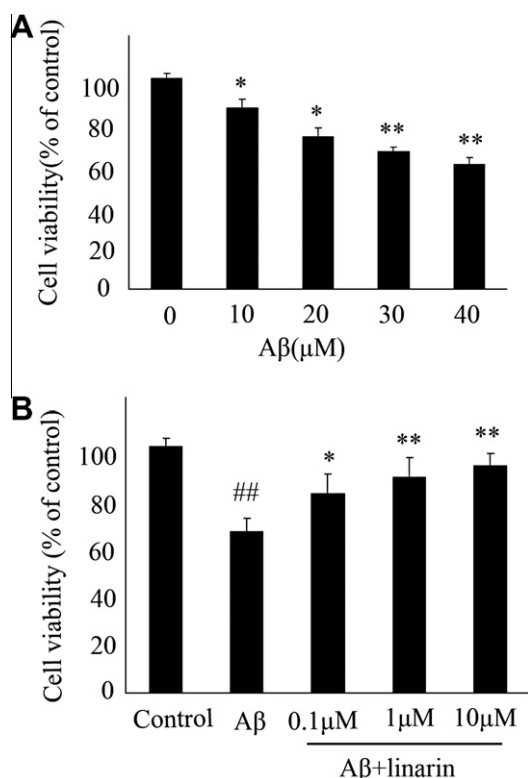 A
Cell viability(% of control)
100
80
60
40
20
0
* * ** **
0 10 20 30 40
Aβ(μM)
B
Cell viability (% of control)
100
80
60
40
20
0
## * ** **
Control Aβ 0.1μM 1μM 10μM
Aβ+linarin